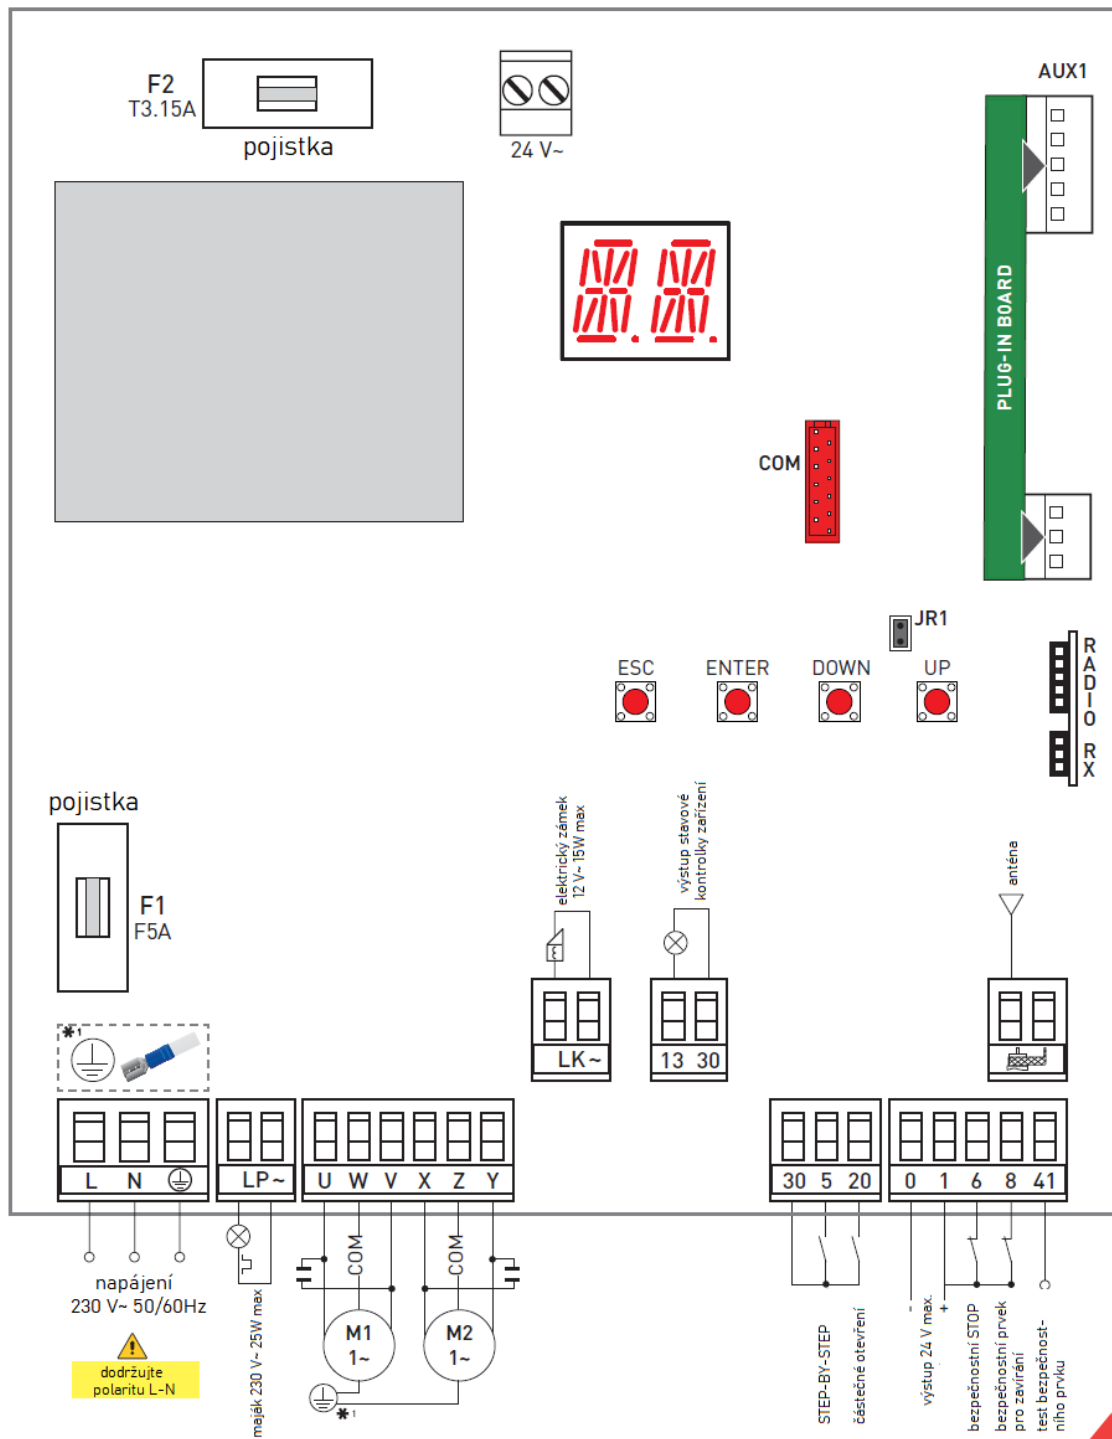 F2
T3.15A
pojistka
24 V~
AUX1
PLUG-IN BOARD
COM
JR1
ESC
ENTER
DOWN
UP
RADIO RX
pojistka
F1
F5A
elektrický zámek
12 V~ 15W max
výstup stavové
kontrolky zařízení
anténa
*1
LK~
13 30
L N
LP~
U W V X Z Y
30 5 20
0 1 6 8 41
napájení
230 V~ 50/60Hz
dodržujte
polaritu L-N
maják 230 V~ 25W max
COM
COM
M1
1~
M2
1~
*1
STEP-BY-STEP
částečné otevření
- +
výstup 24 V max.
bezpečnostní STOP
bezpečnostní prvek
pro zavírání
test bezpečnost-
ního prvku